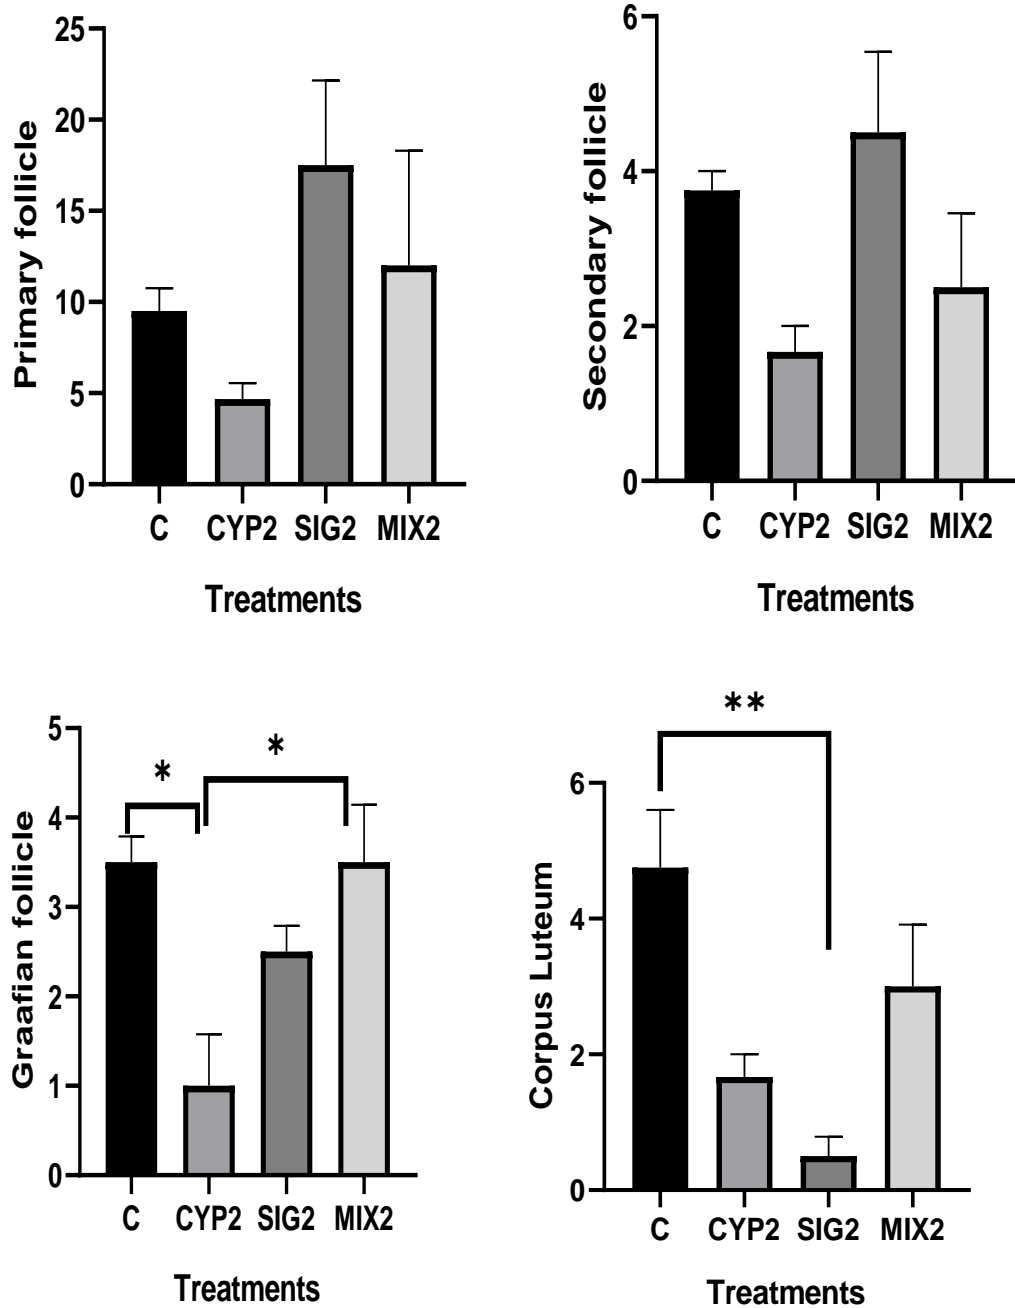 Primary follicle
25
20
15
10
5
0
C CYP2 SIG2 MIX2
Treatments
Secondary follicle
6
4
2
0
C CYP2 SIG2 MIX2
Treatments
Graafian follicle
5
4
3
2
1
0
* *
C CYP2 SIG2 MIX2
Treatments
Corpus Luteum
6
4
2
0
**
C CYP2 SIG2 MIX2
Treatments